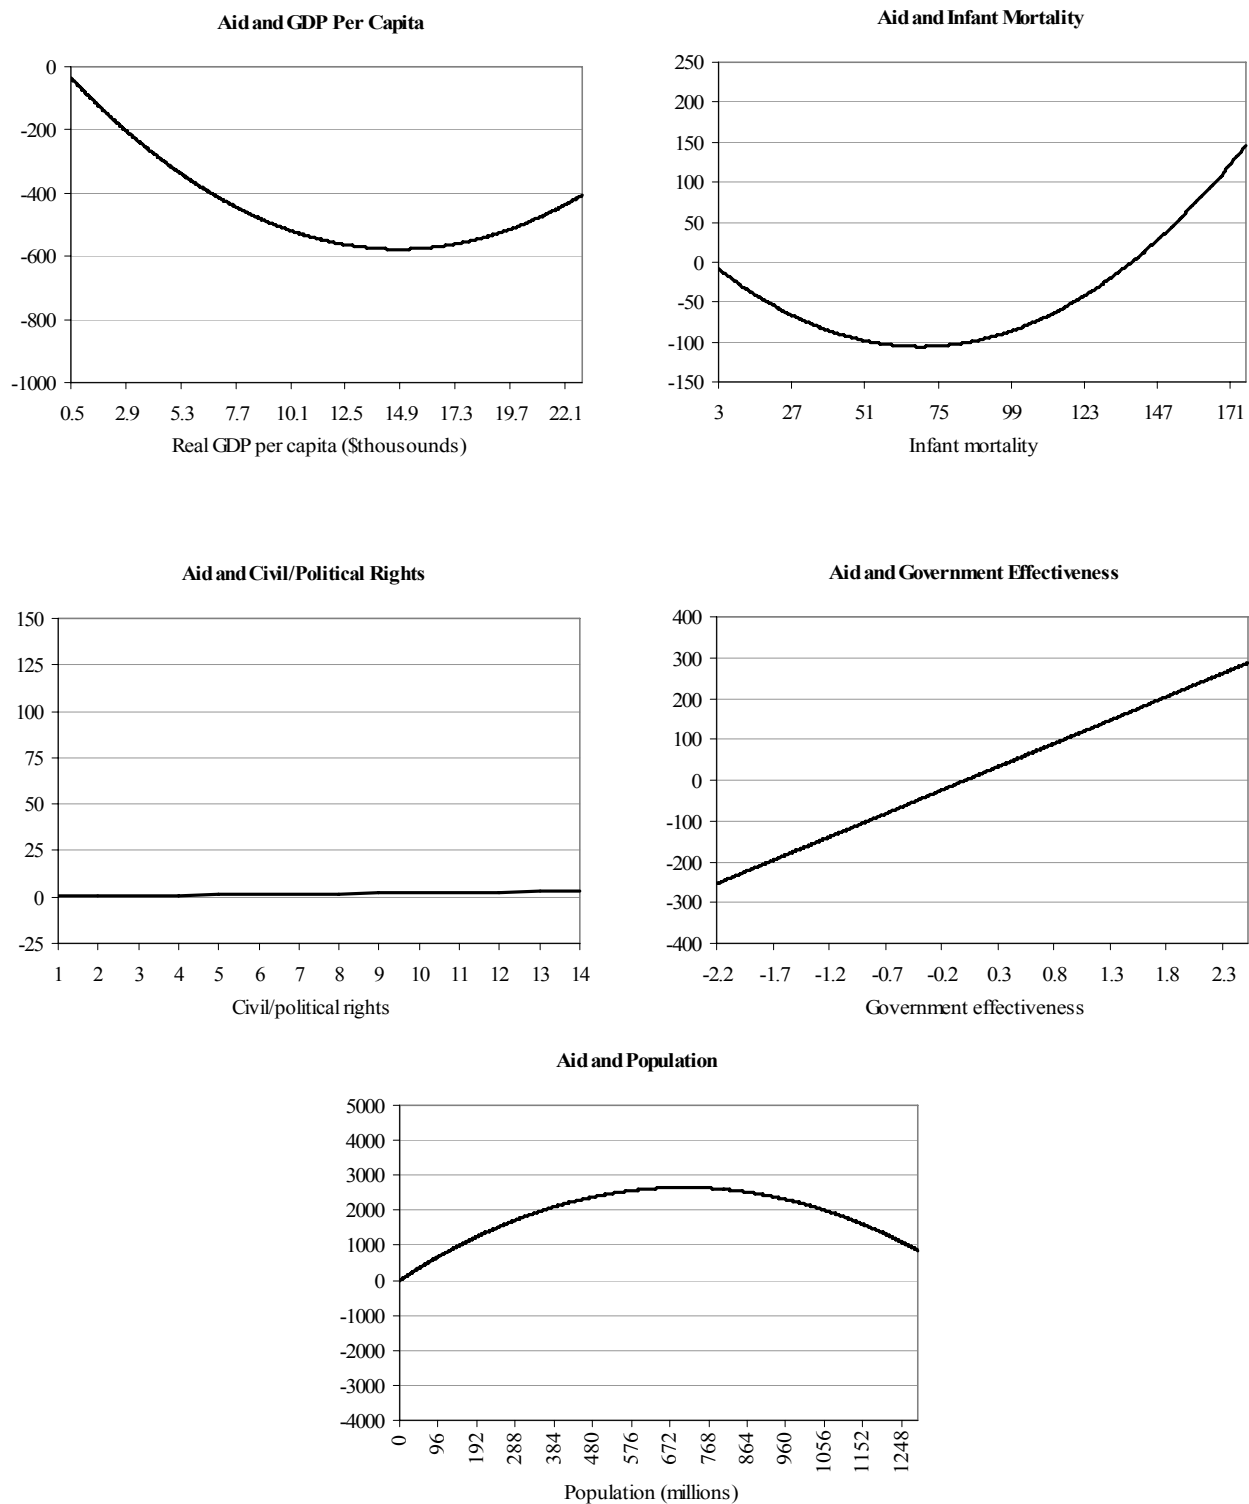 Aid and GDP Per Capita
0
-200
-400
-600
-800
-1000
0.5 2.9 5.3 7.7 10.1 12.5 14.9 17.3 19.7 22.1
Real GDP per capita ($thousounds)
Aid and Infant Mortality
250
200
150
100
50
0
-50
-100
-150
3 27 51 75 99 123 147 171
Infant mortality
Aid and Civil/Political Rights
150
125
100
75
50
25
0
-25
1 2 3 4 5 6 7 8 9 10 11 12 13 14
Civil/political rights
Aid and Government Effectiveness
400
300
200
100
0
-100
-200
-300
-400
-2.2 -1.7 -1.2 -0.7 -0.2 0.3 0.8 1.3 1.8 2.3
Government effectiveness
Aid and Population
5000
4000
3000
2000
1000
0
-1000
-2000
-3000
-4000
0 96 192 288 384 480 576 672 768 864 960 1056 1152 1248
Population (millions)